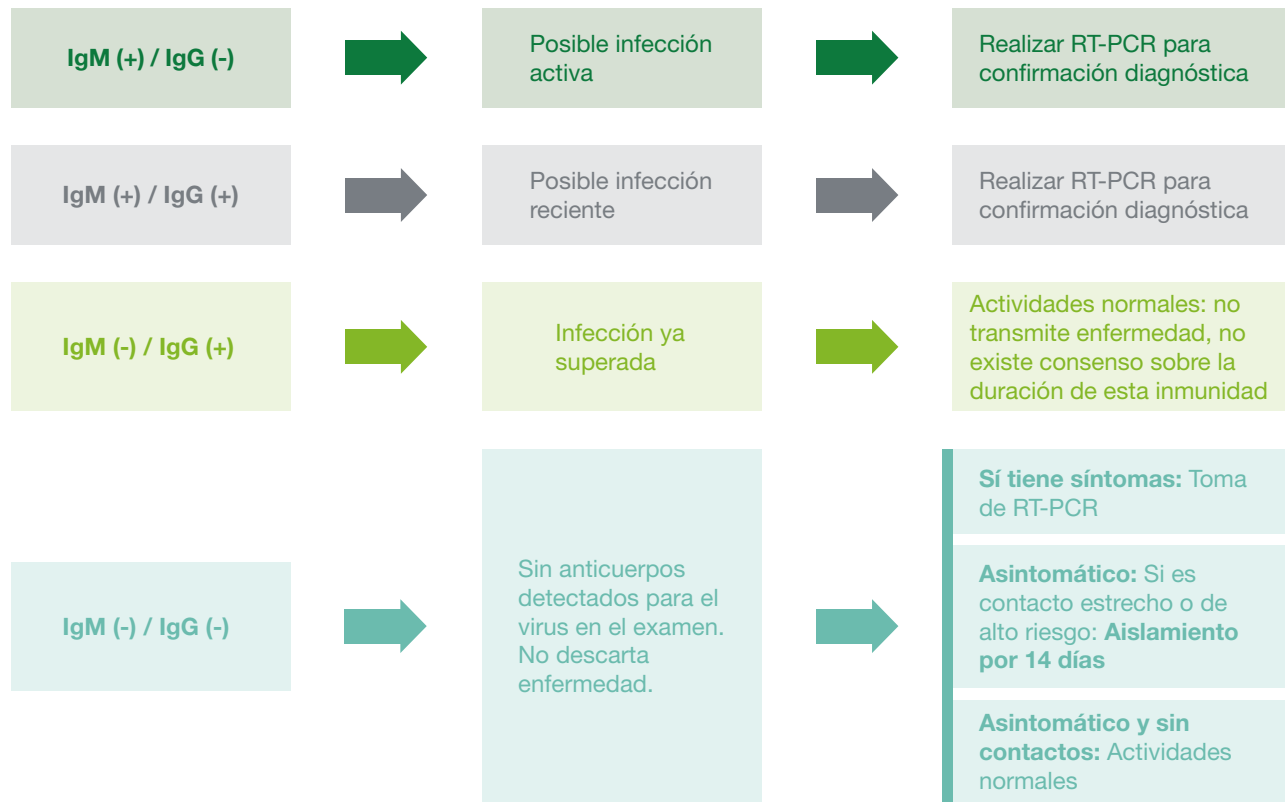 IgM (+) / IgG (-)
Posible infección
activa
Realizar RT-PCR para
confirmación diagnóstica
IgM (+) / IgG (+)
Posible infección
reciente
Realizar RT-PCR para
confirmación diagnóstica
IgM (-) / IgG (+)
Infección ya
superada
Actividades normales: no
transmite enfermedad, no
existe consenso sobre la
duración de esta inmunidad
IgM (-) / IgG (-)
Sin anticuerpos
detectados para el
virus en el examen.
No descarta
enfermedad.
Sí tiene síntomas: Toma
de RT-PCR
Asintomático: Si es
contacto estrecho o de
alto riesgo: Aislamiento
por 14 días
Asintomático y sin
contactos: Actividades
normales